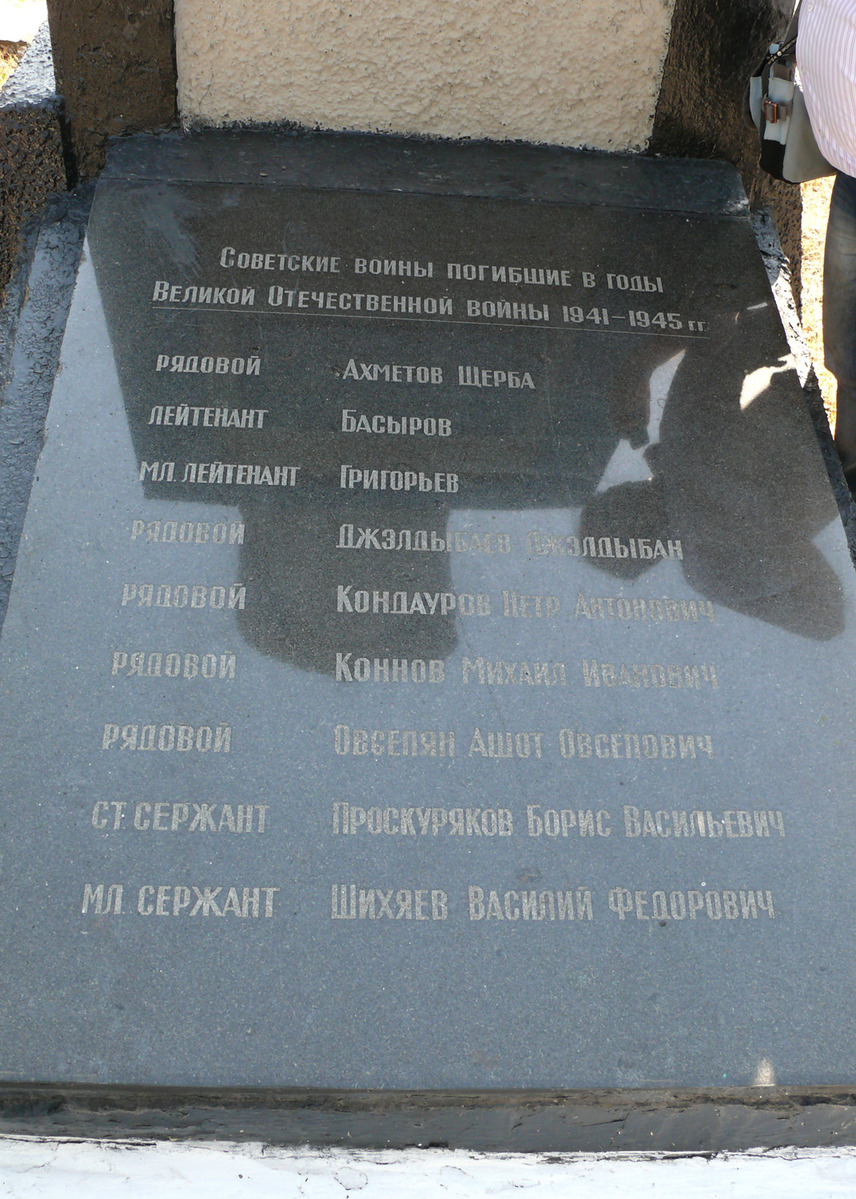 Советские воины погибшие в годы
Великой Отечественной войны 1941-1945 гг.
рядовой Ахметов Щерба
лейтенант Басыров
мл. лейтенант Григорьев
рядовой Джэлдыбаев Джэлдыбан
рядовой Кондауров Петр Антонович
рядовой Коннов Михаил Иванович
рядовой Овсепян Ашот Овсепович
ст. сержант Проскуряков Борис Васильевич
мл. сержант Шихяев Василий Федорович